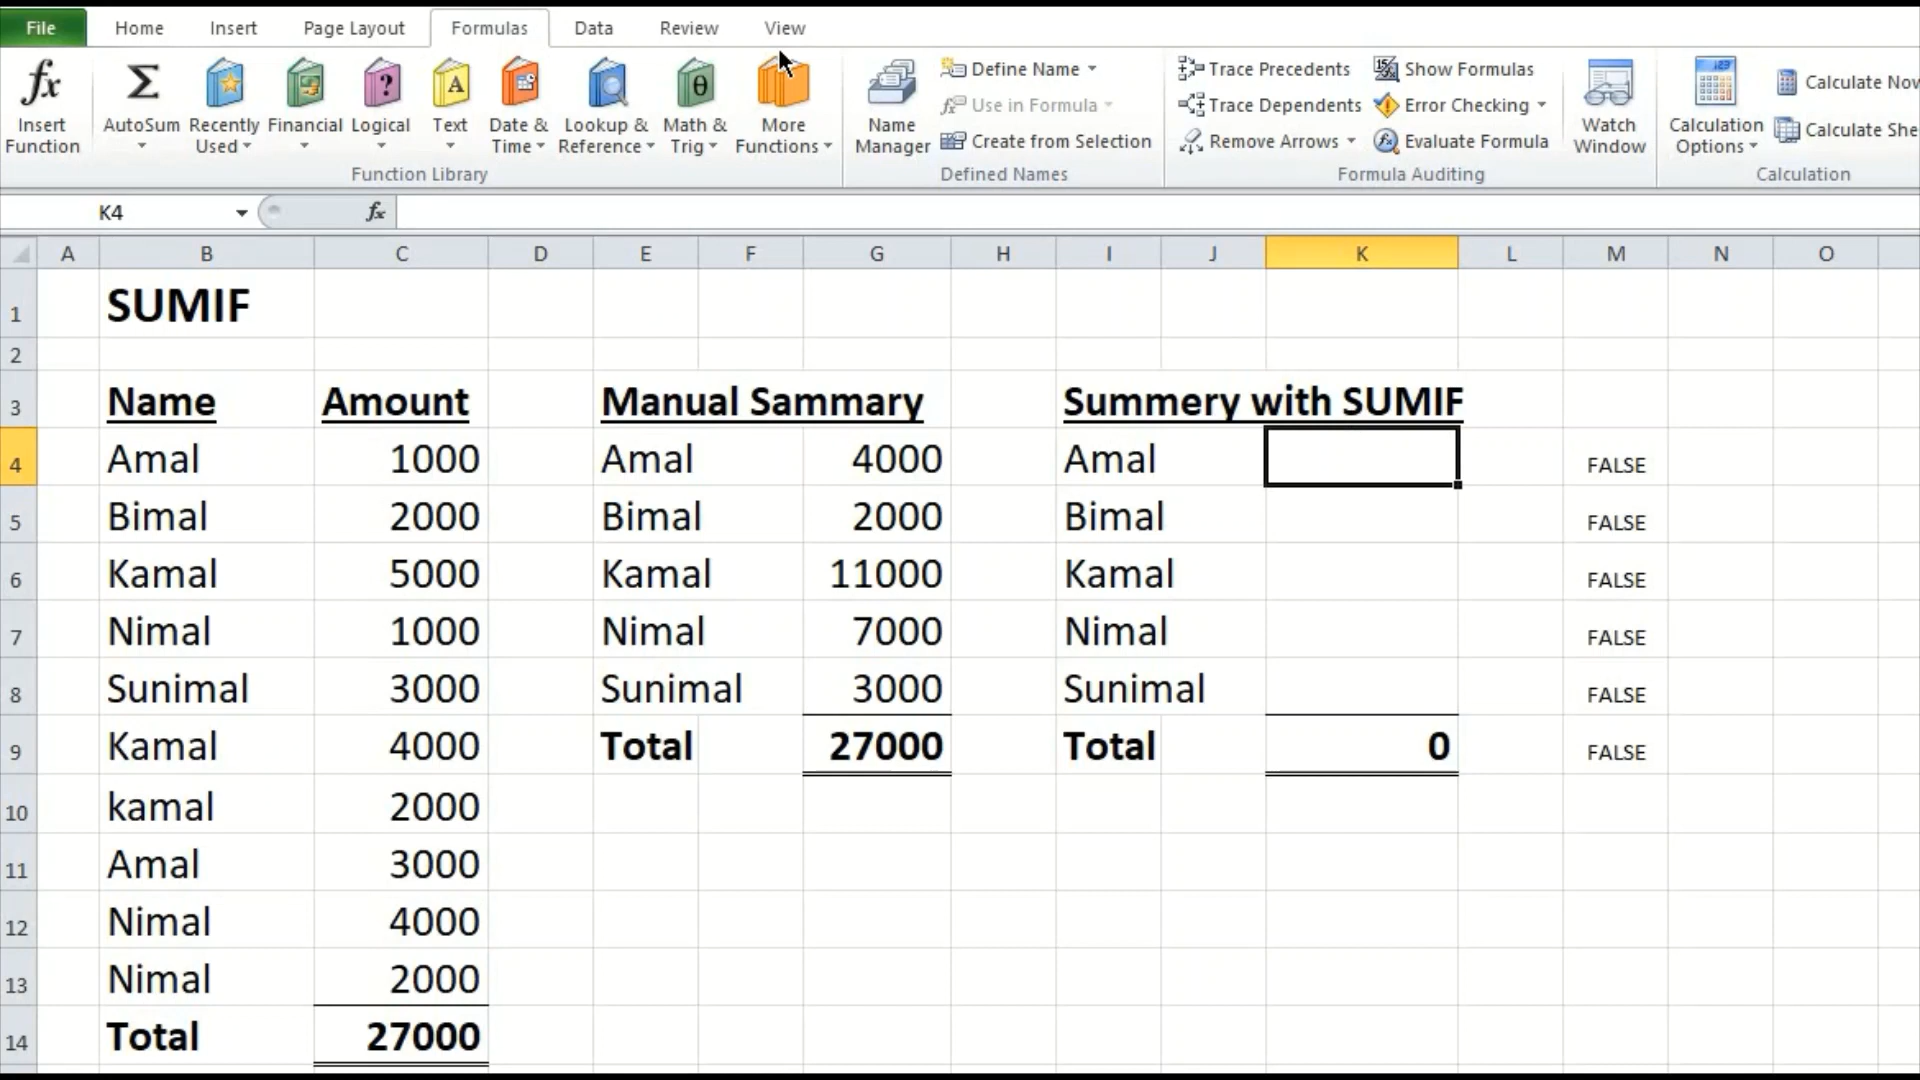 File Home Insert Page Layout Formulas Data Review View
fx Σ ? A θ
Insert Function AutoSum Recently Used Financial Logical Text Date & Time Lookup & Reference Math & Trig More Functions
Function Library
Name Manager Define Name Use in Formula Create from Selection
Defined Names
Trace Precedents Show Formulas
Trace Dependents Error Checking
Remove Arrows Evaluate Formula
Formula Auditing
Watch Window Calculation Options Calculate Now
Calculate She
Calculation
K4 fx
A B C D E F G H I J K L M N O
1 SUMIF
2
3 Name Amount Manual Sammary Summery with SUMIF
4 Amal 1000 Amal 4000 Amal FALSE
5 Bimal 2000 Bimal 2000 Bimal FALSE
6 Kamal 5000 Kamal 11000 Kamal FALSE
7 Nimal 1000 Nimal 7000 Nimal FALSE
8 Sunimal 3000 Sunimal 3000 Sunimal FALSE
9 Kamal 4000 Total 27000 Total 0 FALSE
10 kamal 2000
11 Amal 3000
12 Nimal 4000
13 Nimal 2000
14 Total 27000